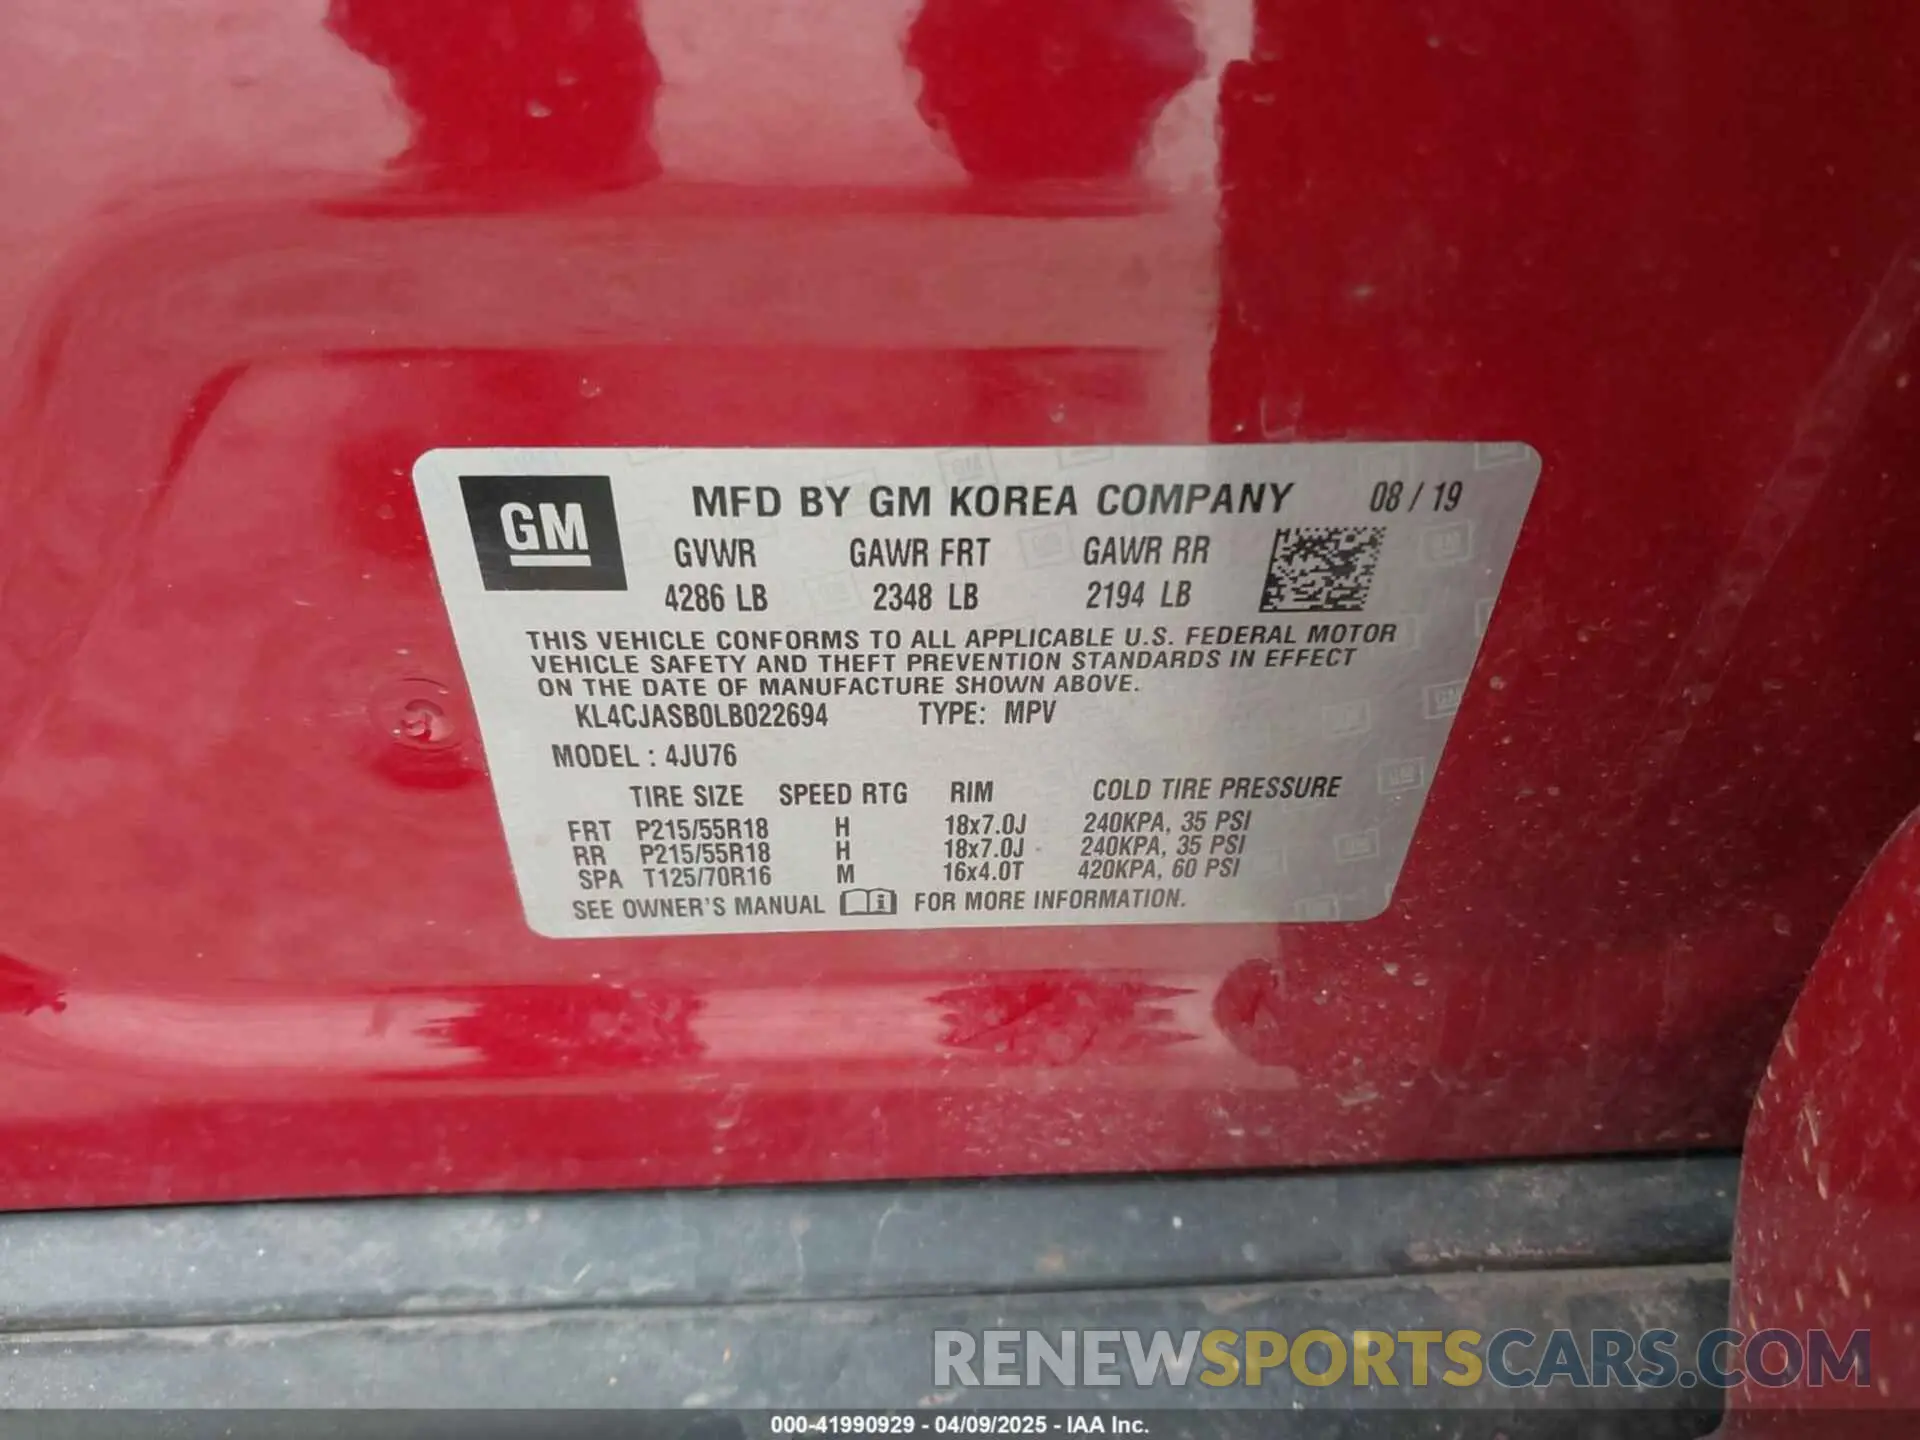 GM
MFD BY GM KOREA COMPANY 08 / 19
GVWR GAWR FRT GAWR RR
4286 LB 2348 LB 2194 LB
THIS VEHICLE CONFORMS TO ALL APPLICABLE U.S. FEDERAL MOTOR
VEHICLE SAFETY AND THEFT PREVENTION STANDARDS IN EFFECT
ON THE DATE OF MANUFACTURE SHOWN ABOVE.
KL4CJASB0LB022694 TYPE: MPV
MODEL : 4JU76
TIRE SIZE SPEED RTG RIM COLD TIRE PRESSURE
FRT P215/55R18 H 18x7.0J 240KPA, 35 PSI
RR P215/55R18 H 18x7.0J 240KPA, 35 PSI
SPA T125/70R16 M 16x4.0T 420KPA, 60 PSI
SEE OWNER'S MANUAL FOR MORE INFORMATION.
RENEWSPORTSCARS.COM
000-41990929 - 04/09/2025 - IAA Inc.